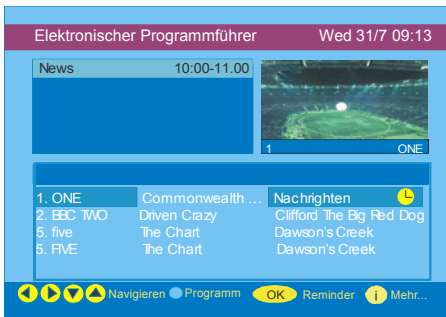 Elektronischer Programmführer Wed 31/7 09:13
News 10:00-11.00
1 ONE
1. ONE Commonwealth ... Nachrighten
2. BBC TWO Driven Crazy Clifford The Big Red Dog
5. five The Chart Dawson's Creek
5. FIVE The Chart Dawson's Creek
Navigieren Programm OK Reminder i Mehr...